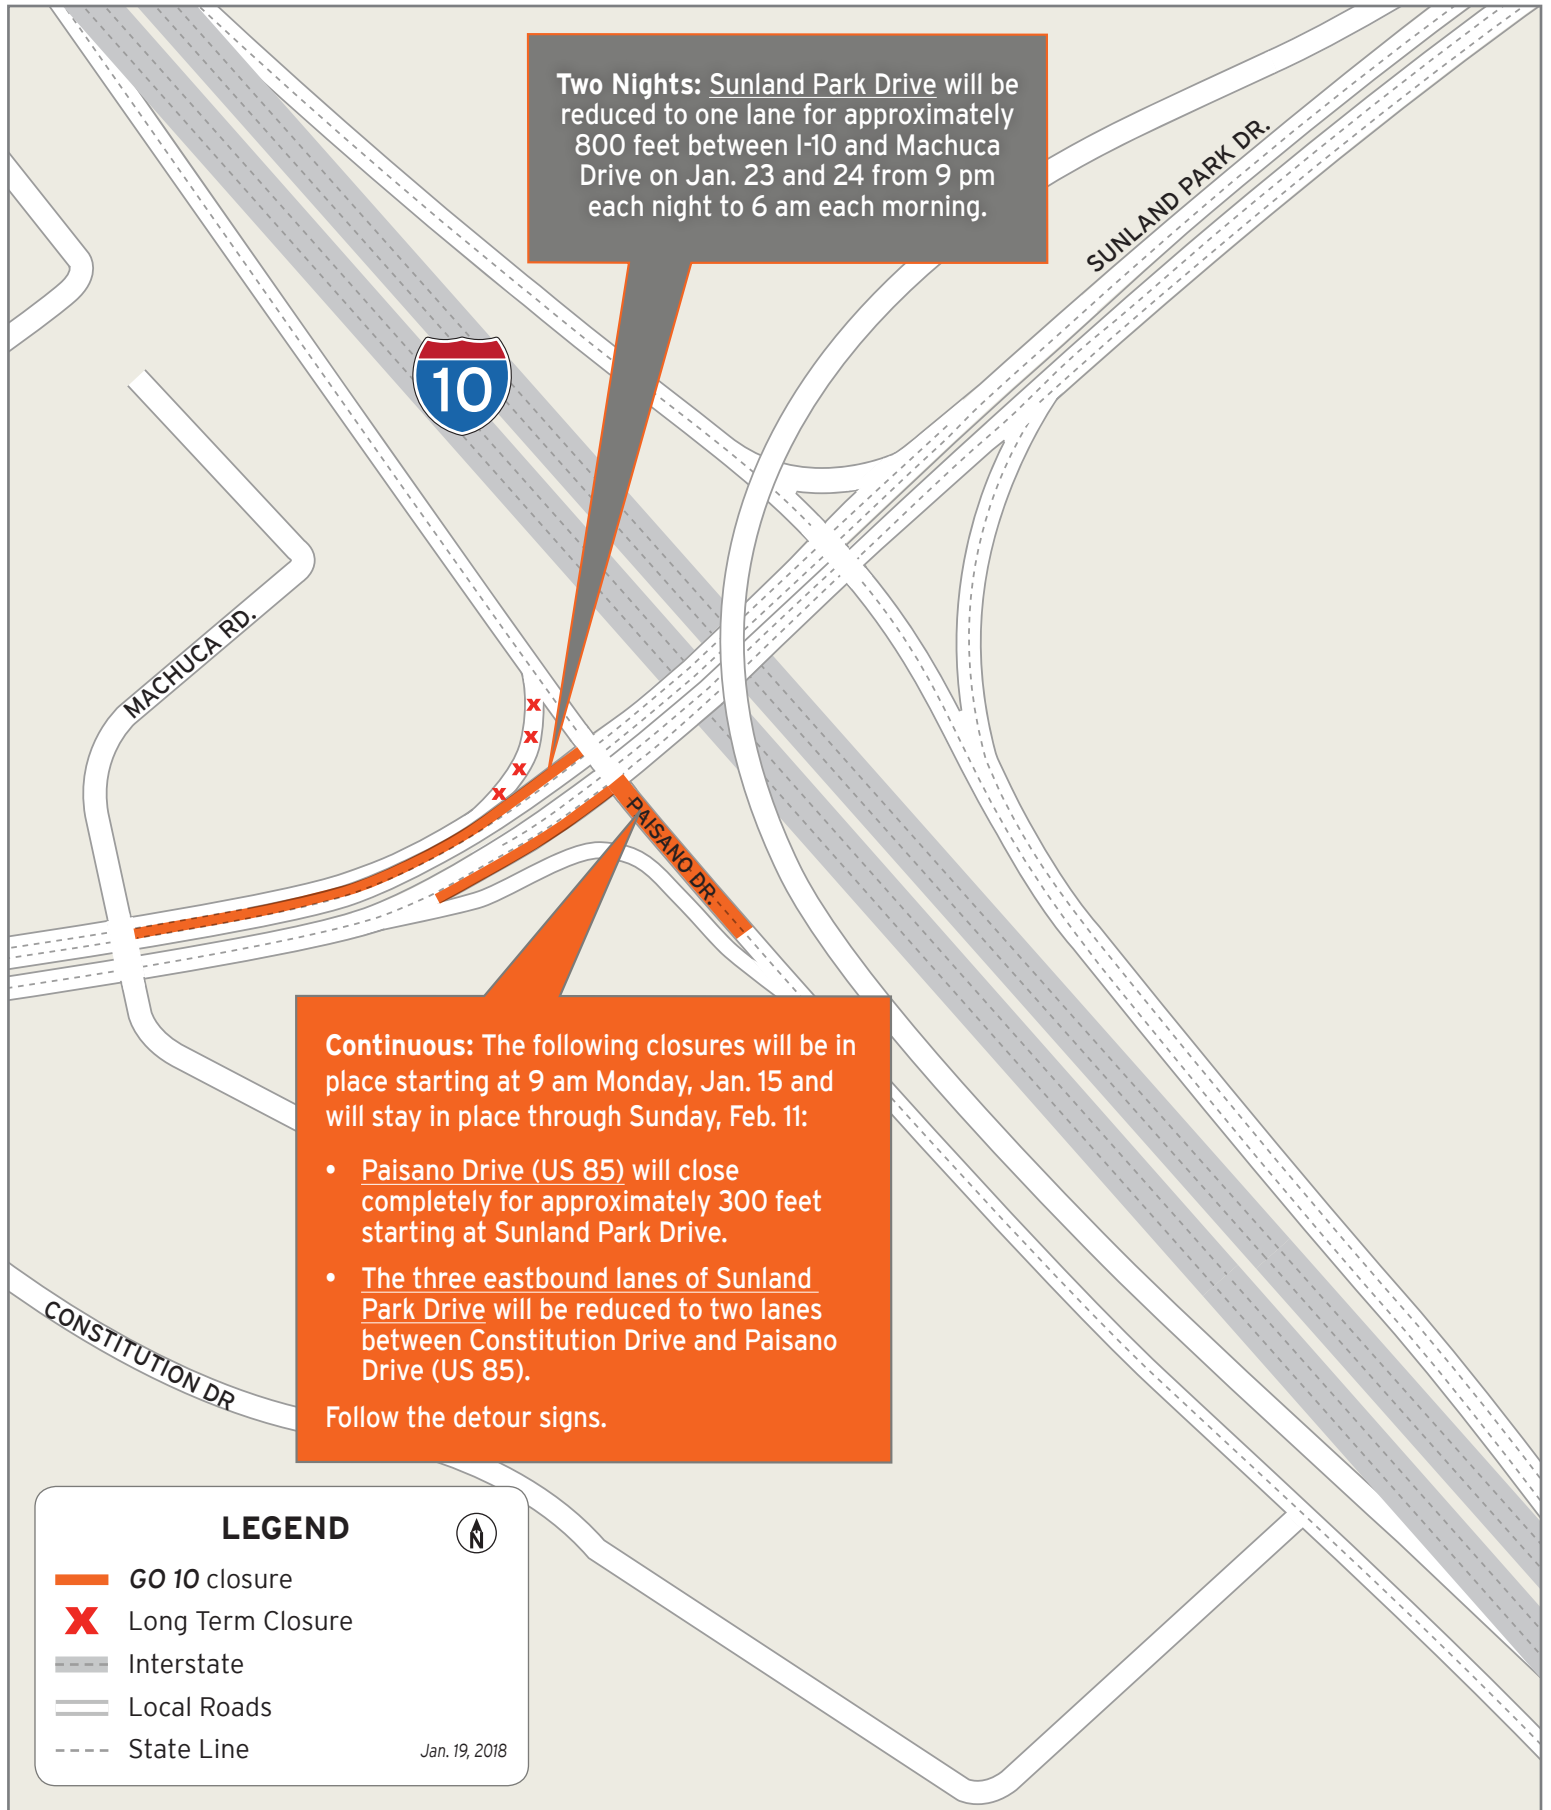 Two Nights: Sunland Park Drive will be
reduced to one lane for approximately
800 feet between I-10 and Machuca
Drive on Jan. 23 and 24 from 9 pm
each night to 6 am each morning.
SUNLAND PARK DR.
10
MACHUCA RD.
x
x
x
x
PAISANO DR.
Continuous: The following closures will be in
place starting at 9 am Monday, Jan. 15 and
will stay in place through Sunday, Feb. 11:
• Paisano Drive (US 85) will close
completely for approximately 300 feet
starting at Sunland Park Drive.
• The three eastbound lanes of Sunland
Park Drive will be reduced to two lanes
between Constitution Drive and Paisano
Drive (US 85).
Follow the detour signs.
CONSTITUTION DR
LEGEND
N
GO 10 closure
X Long Term Closure
Interstate
Local Roads
State Line
Jan. 19, 2018